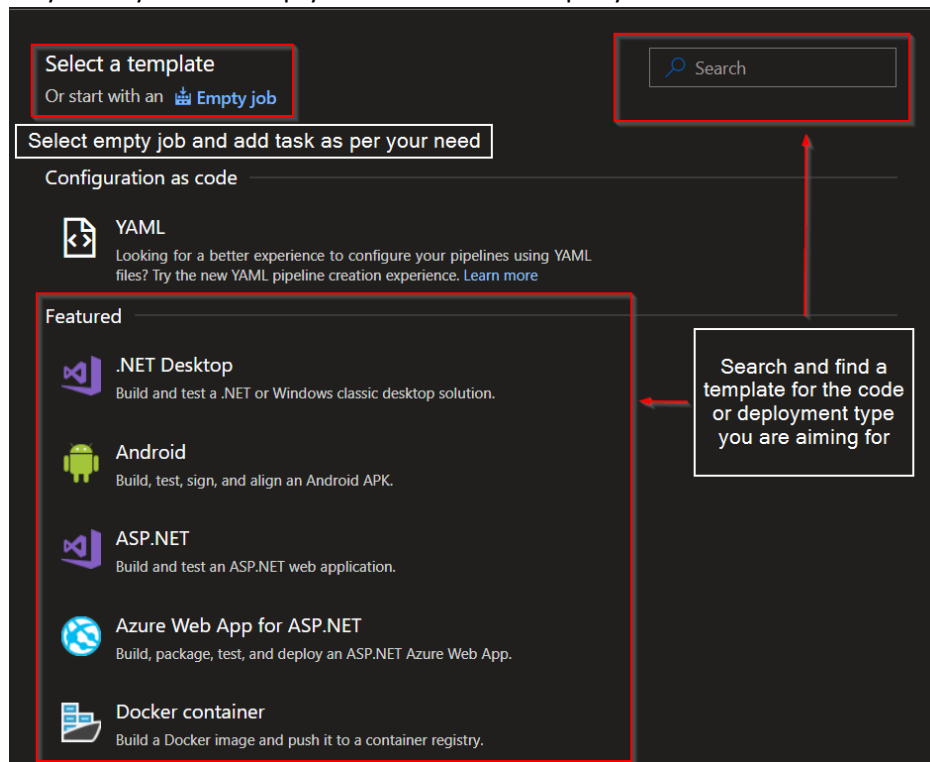 Select a template
Search
Or start with an Empty job
Select empty job and add task as per your need
Configuration as code
YAML
Looking for a better experience to configure your pipelines using YAML
files? Try the new YAML pipeline creation experience. Learn more
Featured
.NET Desktop
Build and test a .NET or Windows classic desktop solution.
Search and find a
template for the code
or deployment type
you are aiming for
Android
Build, test, sign, and align an Android APK.
ASP.NET
Build and test an ASP.NET web application.
Azure Web App for ASP.NET
Build, package, test, and deploy an ASP.NET Azure Web App.
Docker container
Build a Docker image and push it to a container registry.